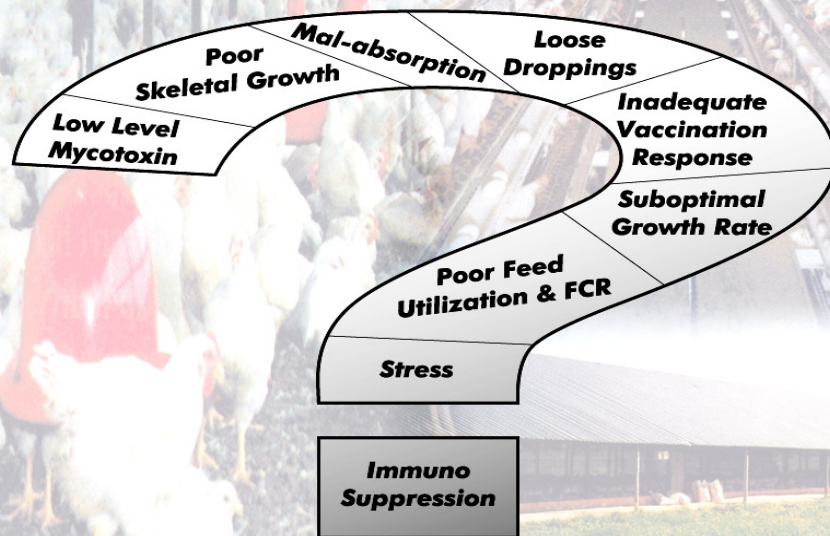 Low Level
Mycotoxin
Poor
Skeletal Growth
Mal-absorption
Loose
Droppings
Inadequate
Vaccination
Response
Suboptimal
Growth Rate
Poor Feed
Utilization & FCR
Stress
Immuno
Suppression